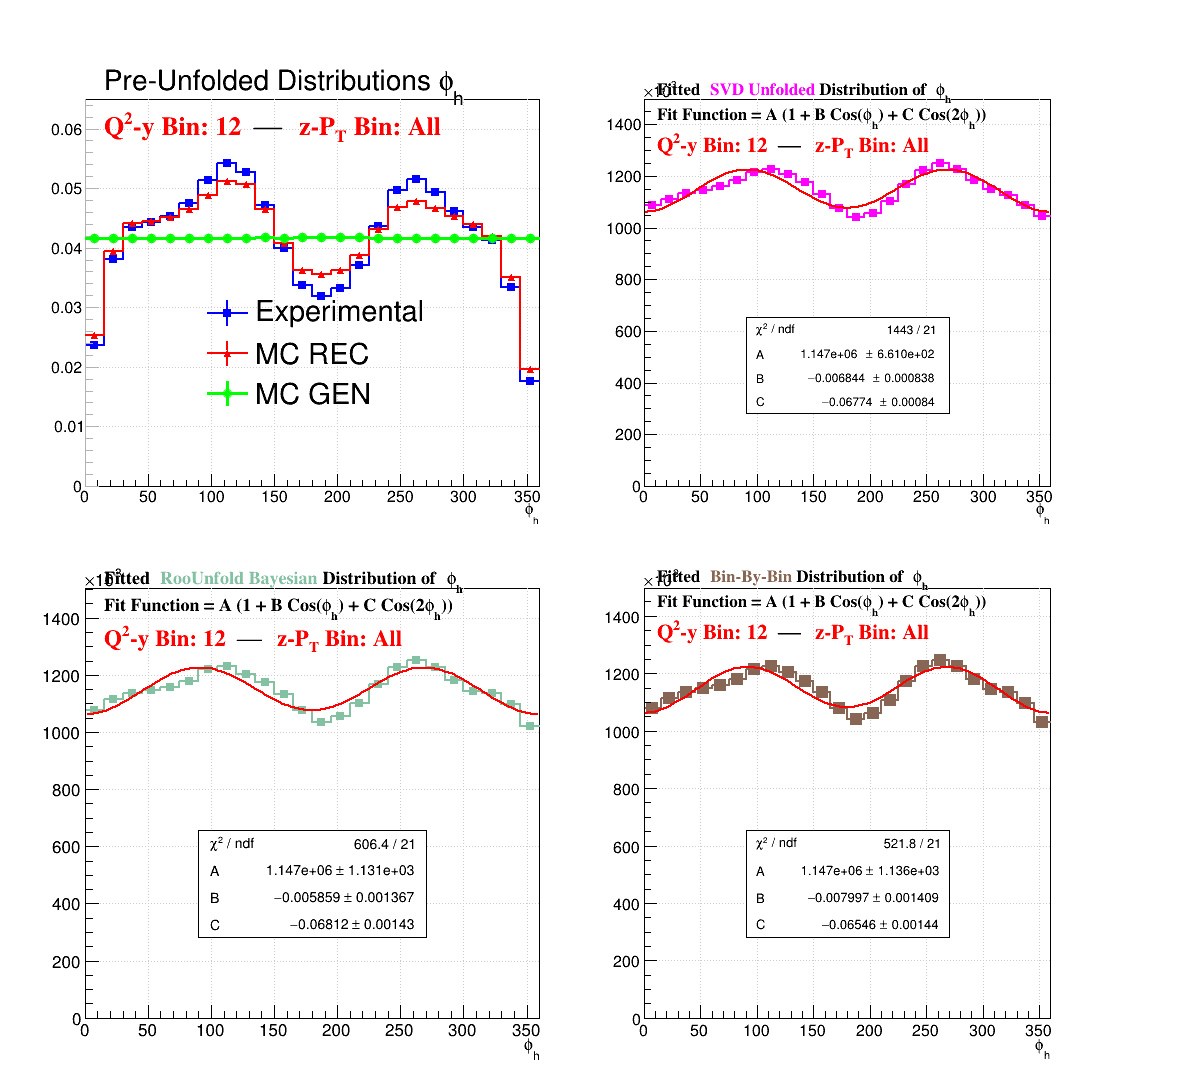 Pre-Unfolded Distributions ϕh
Q²-y Bin: 12 — z-PT Bin: All
0.06
0.05
0.04
0.03
0.02
0.01
0
Experimental
MC REC
MC GEN
0 50 100 150 200 250 300 350
ϕh
Fitted SVD Unfolded Distribution of ϕh
Fit Function = A (1 + B Cos(ϕh) + C Cos(2ϕh))
Q²-y Bin: 12 — z-PT Bin: All
1400
1200
1000
800
600
400
200
0
χ² / ndf 1443 / 21
A 1.147e+06 ± 6.610e+02
B −0.006844 ± 0.000838
C −0.06774 ± 0.00084
0 50 100 150 200 250 300 350
ϕh
Fitted RooUnfold Bayesian Distribution of ϕh
Fit Function = A (1 + B Cos(ϕh) + C Cos(2ϕh))
Q²-y Bin: 12 — z-PT Bin: All
1400
1200
1000
800
600
400
200
0
χ² / ndf 606.4 / 21
A 1.147e+06 ± 1.131e+03
B −0.005859 ± 0.001367
C −0.06812 ± 0.00143
0 50 100 150 200 250 300 350
ϕh
Fitted Bin-By-Bin Distribution of ϕh
Fit Function = A (1 + B Cos(ϕh) + C Cos(2ϕh))
Q²-y Bin: 12 — z-PT Bin: All
1400
1200
1000
800
600
400
200
0
χ² / ndf 521.8 / 21
A 1.147e+06 ± 1.136e+03
B −0.007997 ± 0.001409
C −0.06546 ± 0.00144
0 50 100 150 200 250 300 350
ϕh